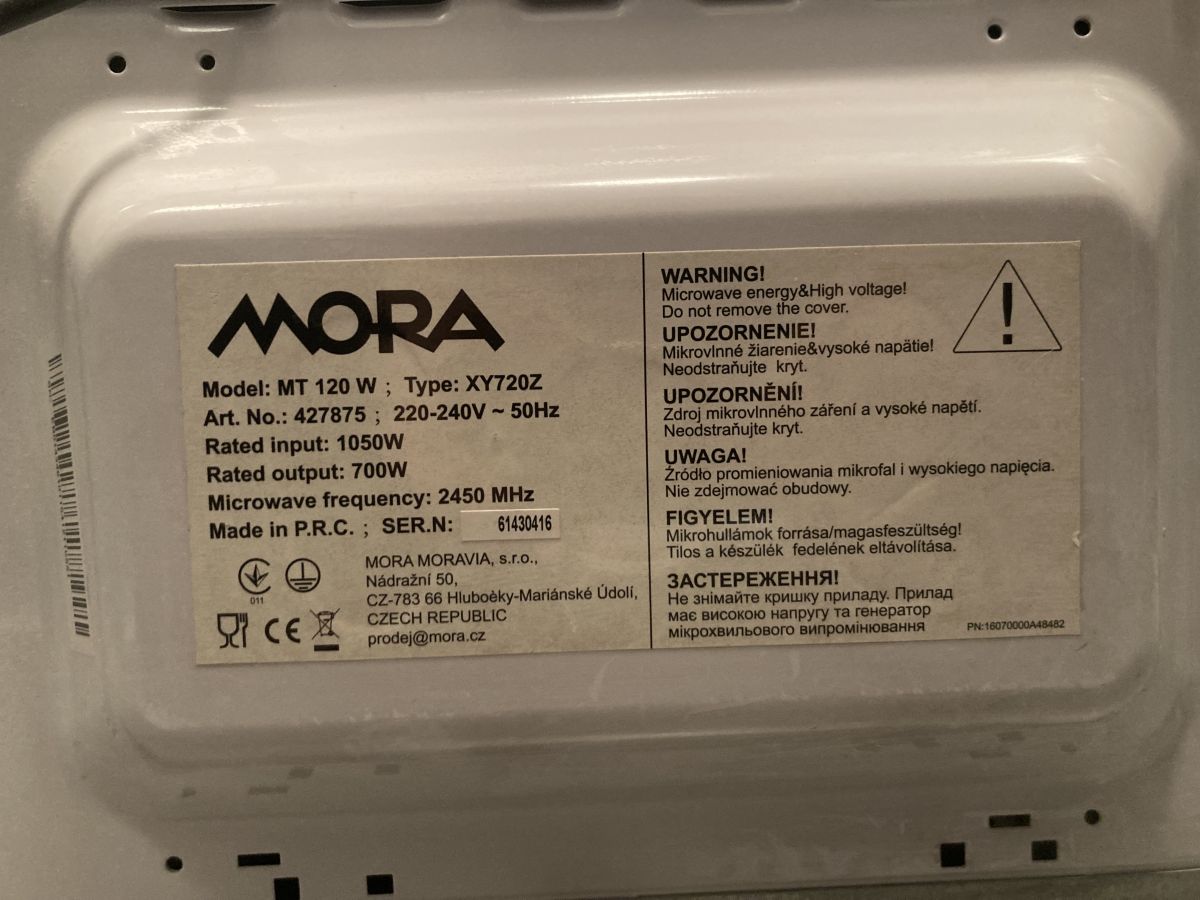 MORA
Model: MT 120 W ; Type: XY720Z
Art. No.: 427875 ; 220-240V ~ 50Hz
Rated input: 1050W
Rated output: 700W
Microwave frequency: 2450 MHz
Made in P.R.C. ; SER.N: 61430416
011
CE
MORA MORAVIA, s.r.o.,
Nádražní 50,
CZ-783 66 Hluboèky-Mariánské Údolí,
CZECH REPUBLIC
prodej@mora.cz
WARNING!
Microwave energy&High voltage!
Do not remove the cover.
UPOZORNENIE!
Mikrovlnné žiarenie&vysoké napätie!
Neodstraňujte kryt.
UPOZORNĚNÍ!
Zdroj mikrovlnného záření a vysoké napětí.
Neodstraňujte kryt.
UWAGA!
Źródło promieniowania mikrofal i wysokiego napięcia.
Nie zdejmować obudowy.
FIGYELEM!
Mikrohullámok forrása/magasfeszültség!
Tilos a készülék fedelének eltávolítása.
ЗАСТЕРЕЖЕННЯ!
Не знімайте кришку приладу. Прилад
має високою напругу та генератор
мікрохвильового випромінювання
PN:16070000A48482